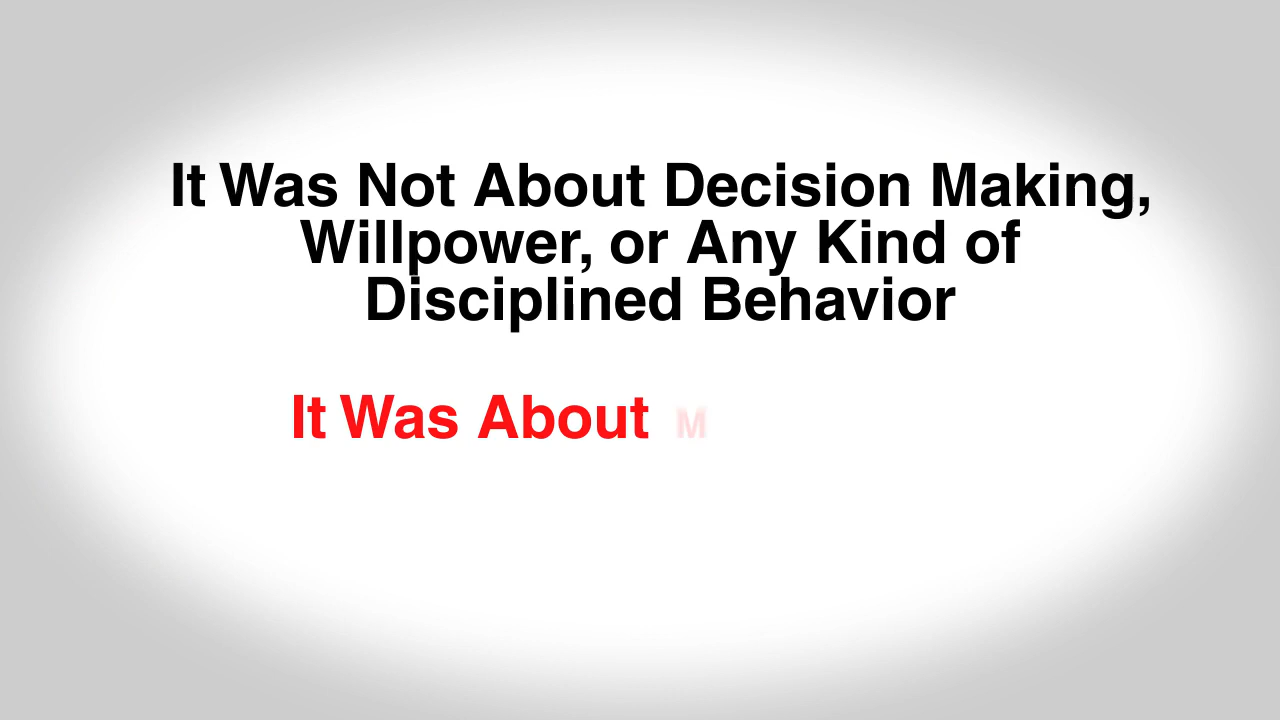 It Was Not About Decision Making,
Willpower, or Any Kind of
Disciplined Behavior
It Was About M